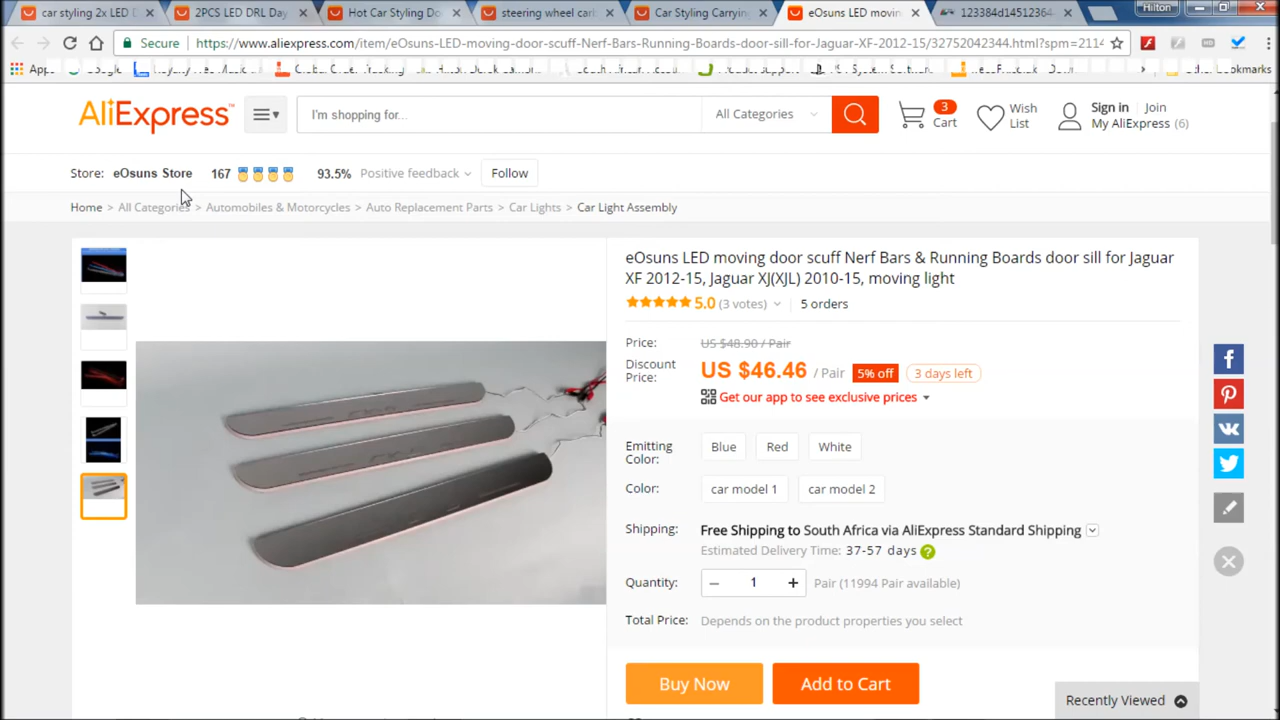 car styling 2x LED D
2PCS LED DRL Day
Hot Car Styling Do
steering wheel carb
Car Styling Carryin
eOsuns LED movin
123384d14512364
Hilton
Secure
https://www.aliexpress.com/item/eOsuns-LED-moving-door-scuff-Nerf-Bars-Running-Boards-door-sill-for-Jaguar-XF-2012-15/32752042344.html?spm=2114
Apps
AliExpress™
I'm shopping for...
All Categories
3
Cart
Wish
List
Sign in Join
My AliExpress (6)
Store: eOsuns Store 167 93.5% Positive feedback Follow
Home > All Categories > Automobiles & Motorcycles > Auto Replacement Parts > Car Lights > Car Light Assembly
eOsuns LED moving door scuff Nerf Bars & Running Boards door sill for Jaguar
XF 2012-15, Jaguar XJ(XJL) 2010-15, moving light
5.0 (3 votes) 5 orders
Price: US $48.90 / Pair
Discount
Price:
US $46.46 / Pair 5% off 3 days left
Get our app to see exclusive prices
Emitting
Color:
Blue Red White
Color: car model 1 car model 2
Shipping: Free Shipping to South Africa via AliExpress Standard Shipping
Estimated Delivery Time: 37-57 days ?
Quantity: – 1 + Pair (11994 Pair available)
Total Price: Depends on the product properties you select
Buy Now
Add to Cart
Recently Viewed